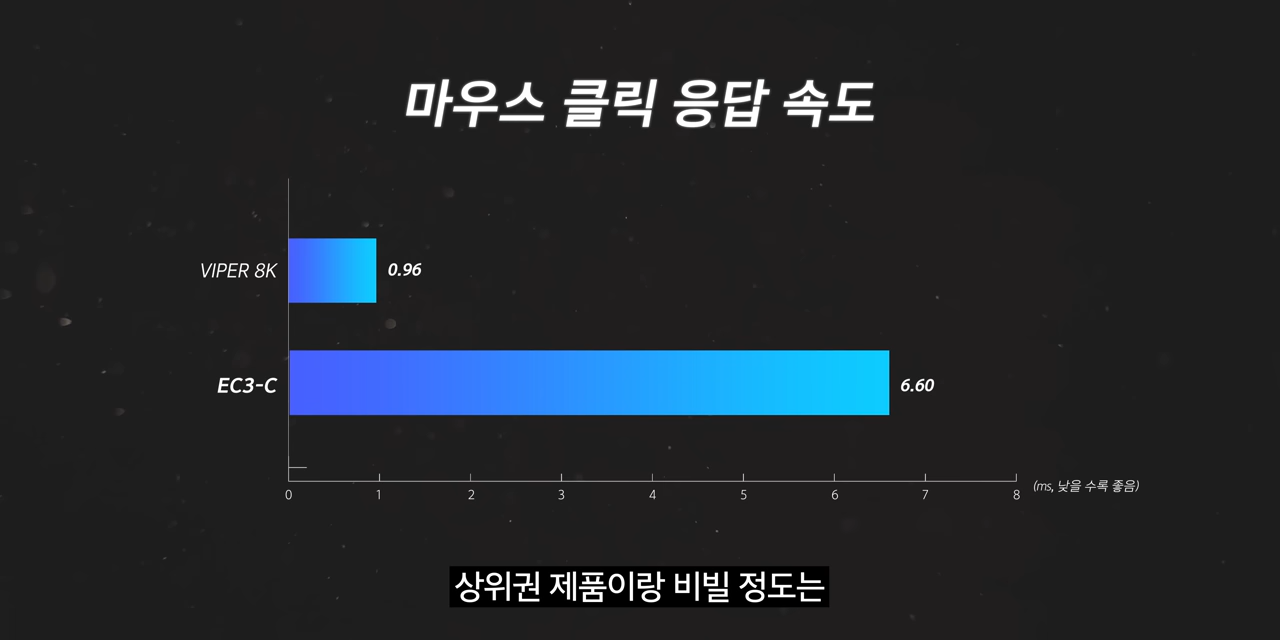 마우스 클릭 응답 속도
VIPER 8K
0.96
EC3-C
6.60
0 1 2 3 4 5 6 7 8
(ms, 낮을 수록 좋음)
상위권 제품이랑 비빌 정도는